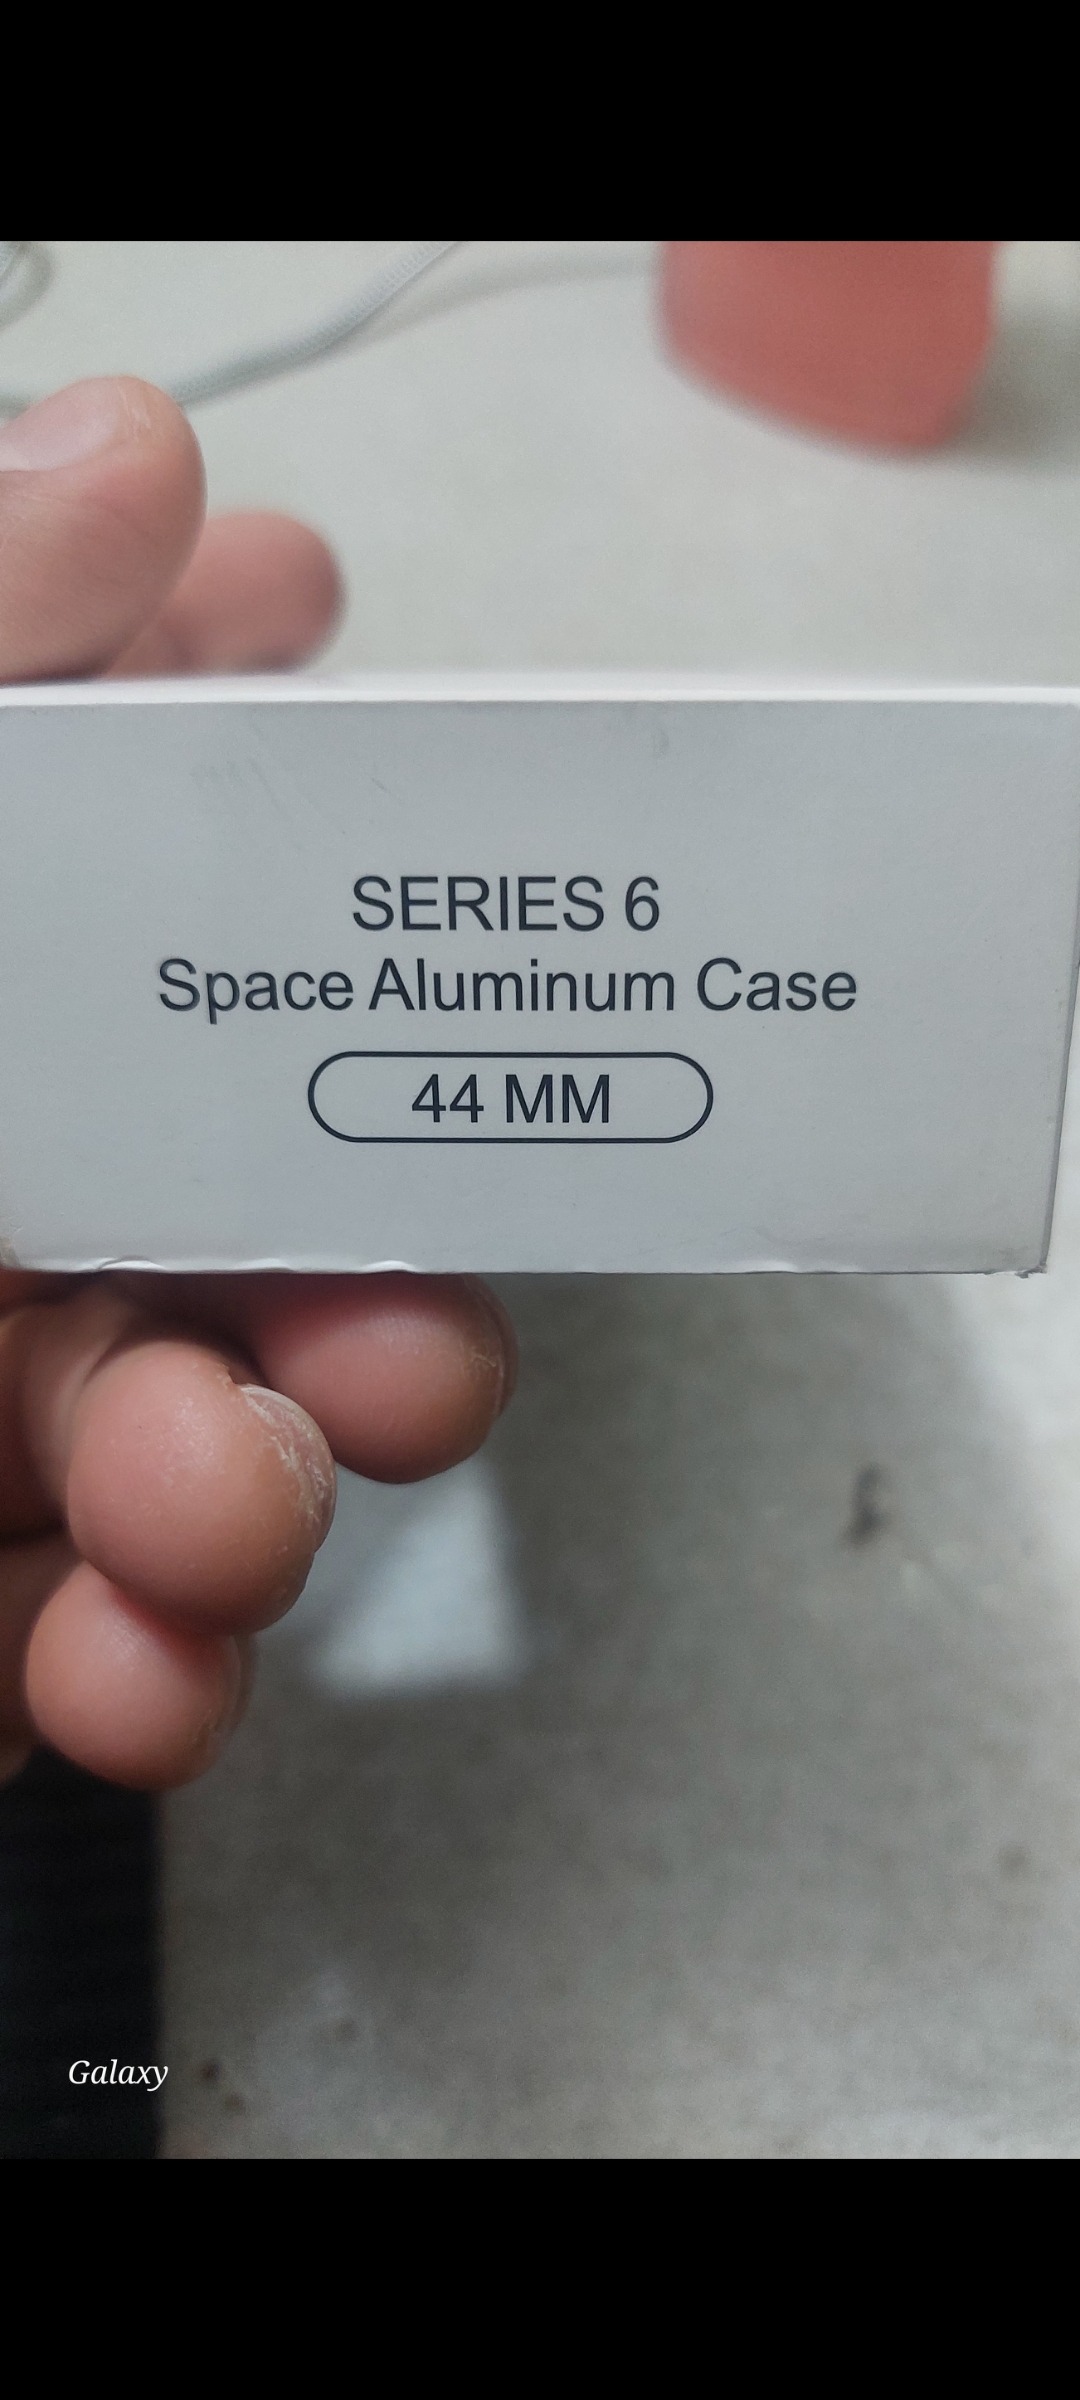 SERIES 6
Space Aluminum Case
44 MM
Galaxy